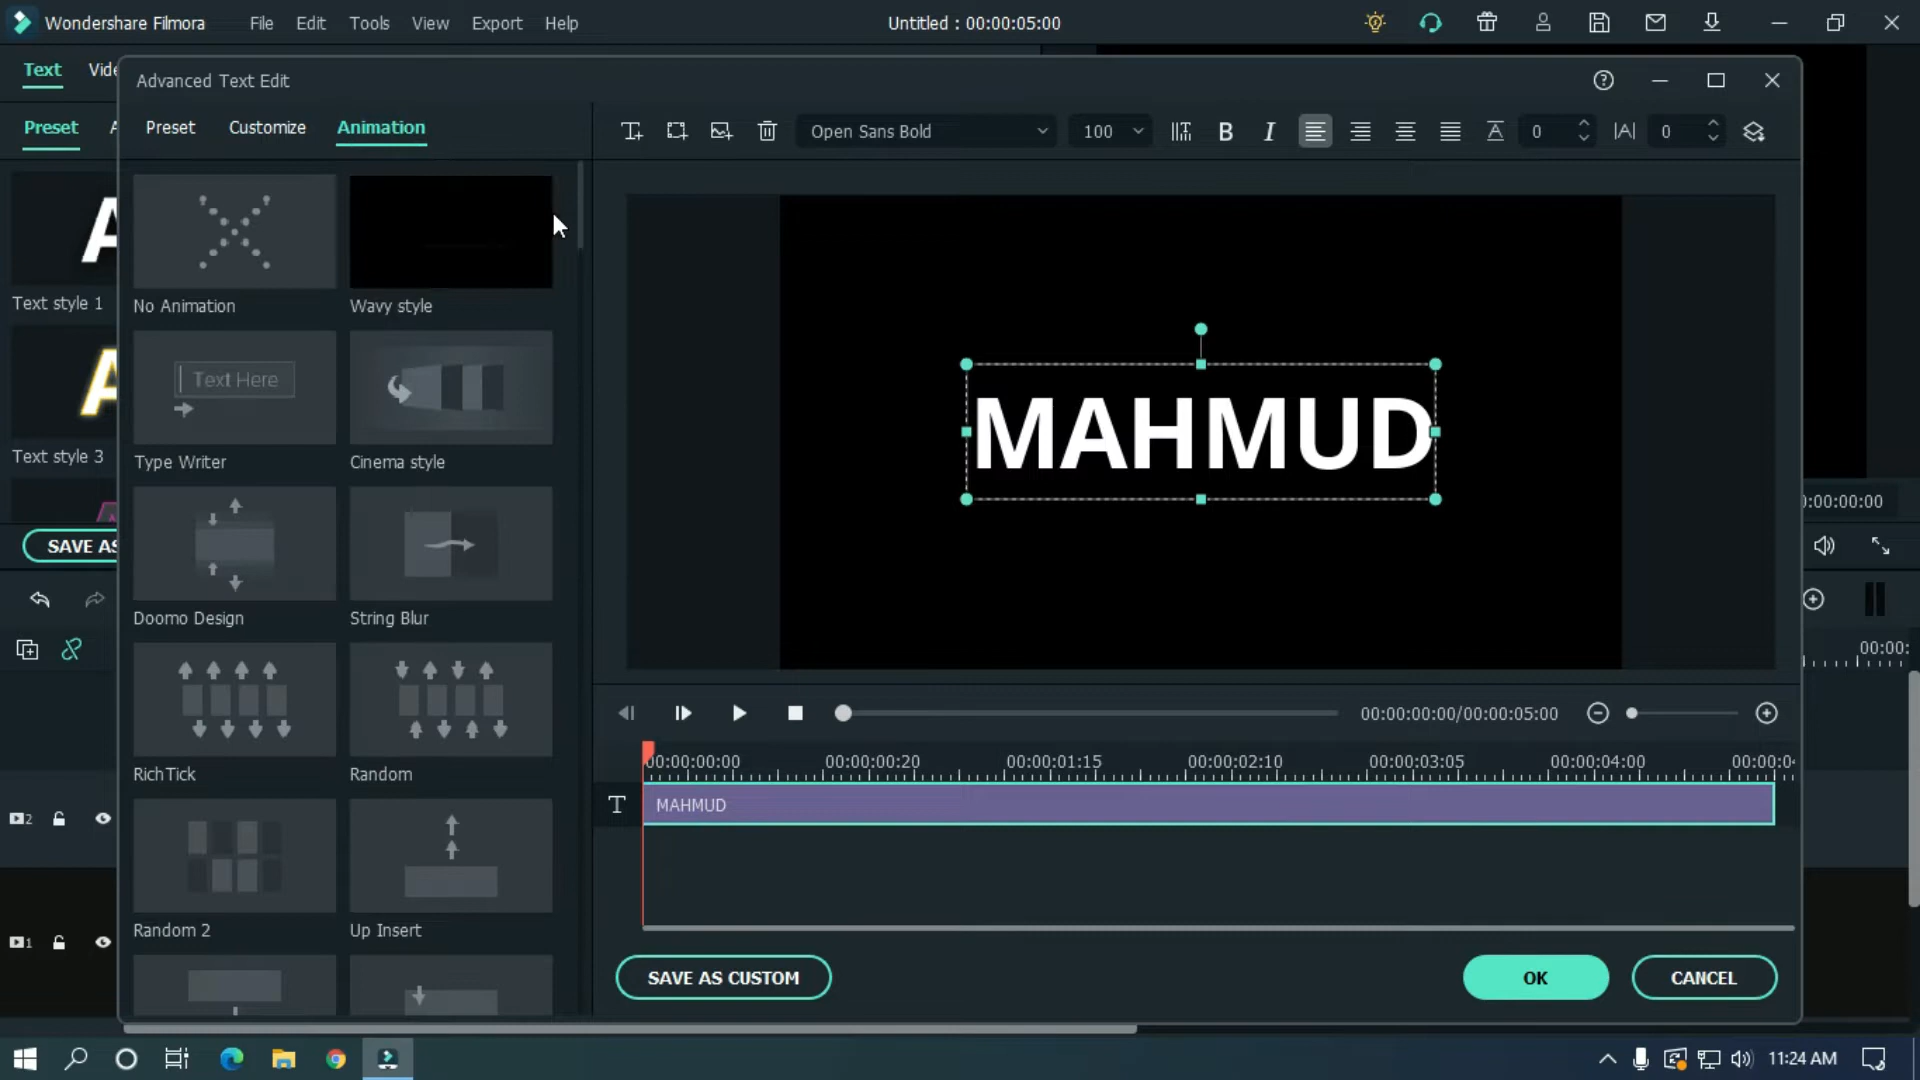 Wondershare Filmora File Edit Tools View Export Help Untitled : 00:00:05:00
Text
Advanced Text Edit
Preset
Preset Customize Animation
Open Sans Bold 100 0 0
Text style 1
No Animation Wavy style
Text Here
Text style 3
Type Writer Cinema style
MAHMUD
SAVE AS
Doomo Design String Blur
RichTick Random
00:00:00:00/00:00:05:00
00:00:00:00 00:00:00:20 00:00:01:15 00:00:02:10 00:00:03:05 00:00:04:00
MAHMUD
2
Random 2 Up Insert
1
SAVE AS CUSTOM OK CANCEL
11:24 AM